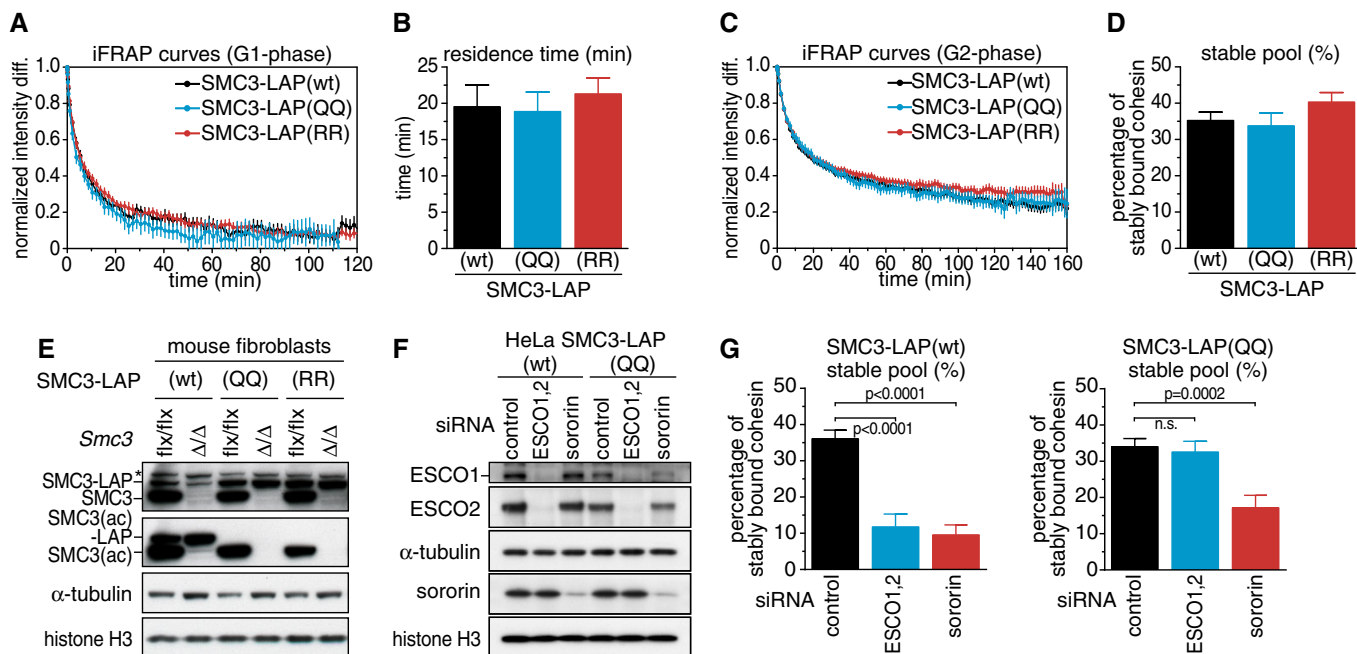 A
iFRAP curves (G1-phase)
normalized intensity diff.
1.0
0.8
0.6
0.4
0.2
0
SMC3-LAP(wt)
SMC3-LAP(QQ)
SMC3-LAP(RR)
0 20 40 60 80 100 120
time (min)
B
residence time (min)
time (min)
25
20
15
10
5
0
(wt) (QQ) (RR)
SMC3-LAP
C
iFRAP curves (G2-phase)
normalized intensity diff.
1.0
0.8
0.6
0.4
0.2
0
SMC3-LAP(wt)
SMC3-LAP(QQ)
SMC3-LAP(RR)
0 20 40 60 80 100 120 140 160
time (min)
D
stable pool (%)
percentage of
stably bound cohesin
50
40
30
20
10
0
(wt) (QQ) (RR)
SMC3-LAP
E
mouse fibroblasts
SMC3-LAP (wt) (QQ) (RR)
Smc3 flx/flx Δ/Δ flx/flx Δ/Δ flx/flx Δ/Δ
*
SMC3-LAP
SMC3
SMC3(ac)
-LAP
SMC3(ac)
α-tubulin
histone H3
F
HeLa SMC3-LAP
(wt) (QQ)
siRNA control ESCO1,2 sororin control ESCO1,2 sororin
ESCO1
ESCO2
α-tubulin
sororin
histone H3
G
SMC3-LAP(wt)
stable pool (%)
percentage of
stably bound cohesin
50
40
30
20
10
0
p<0.0001
p<0.0001
siRNA control ESCO1,2 sororin
SMC3-LAP(QQ)
stable pool (%)
percentage of
stably bound cohesin
50
40
30
20
10
0
p=0.0002
n.s.
siRNA control ESCO1,2 sororin